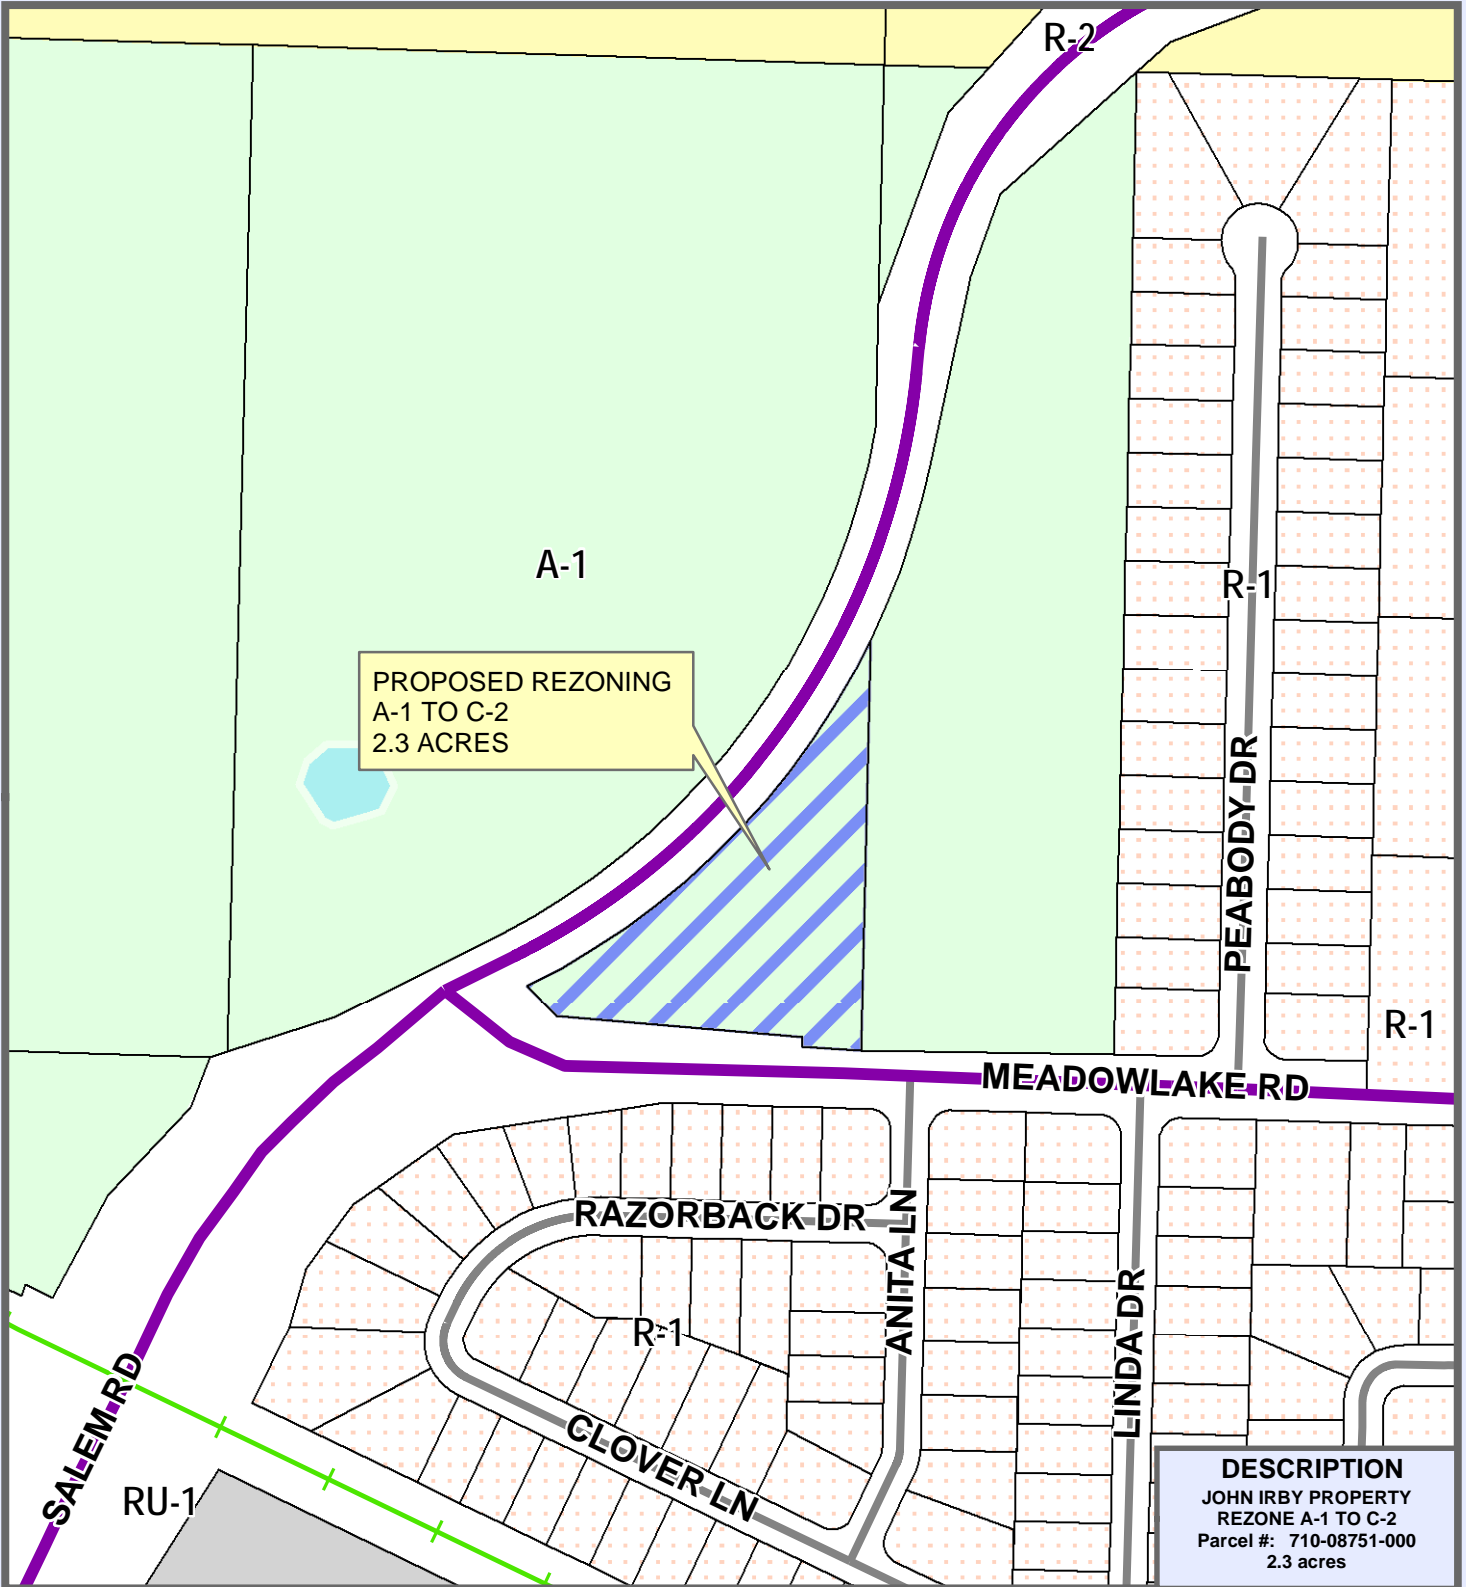 R-2
A-1
R-1
PROPOSED REZONING
A-1 TO C-2
2.3 ACRES
PEABODY DR
R-1
MEADOWLAKE RD
RAZORBACK DR
ANITA LN
LINDA DR
R-1
SALEM RD
CLOVER LN
RU-1
DESCRIPTION
JOHN IRBY PROPERTY
REZONE A-1 TO C-2
Parcel #: 710-08751-000
2.3 acres